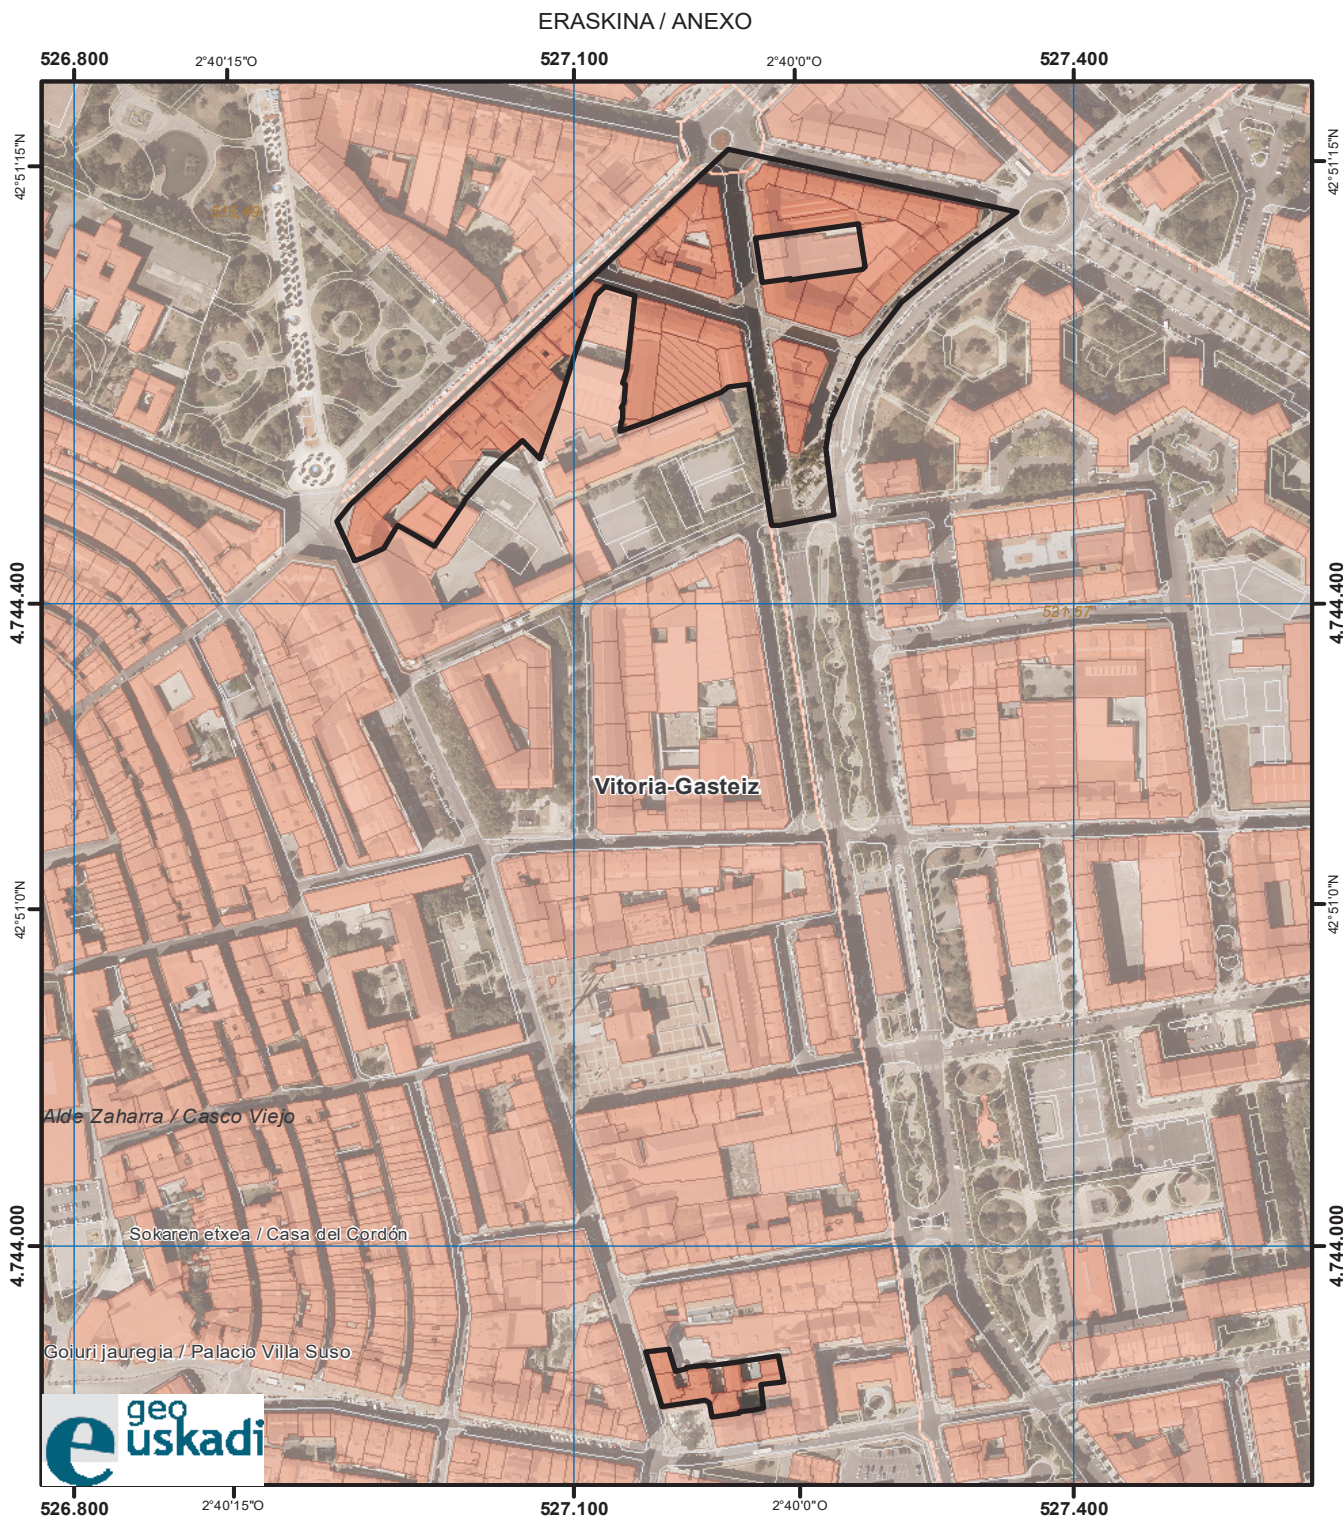 ERASKINA / ANEXO
526.800
2°40'15"O
527.100
2°40'0"O
527.400
42°51'15"N
42°51'15"N
521.57
4.744.400
4.744.400
Vitoria-Gasteiz
42°51'0"N
42°51'0"N
Alde Zaharra / Casco Viejo
4.744.000
4.744.000
Sokaren etxea / Casa del Cordón
Goiuri jauregia / Palacio Villa Suso
geo
euskadi
526.800
2°40'15"O
527.100
2°40'0"O
527.400